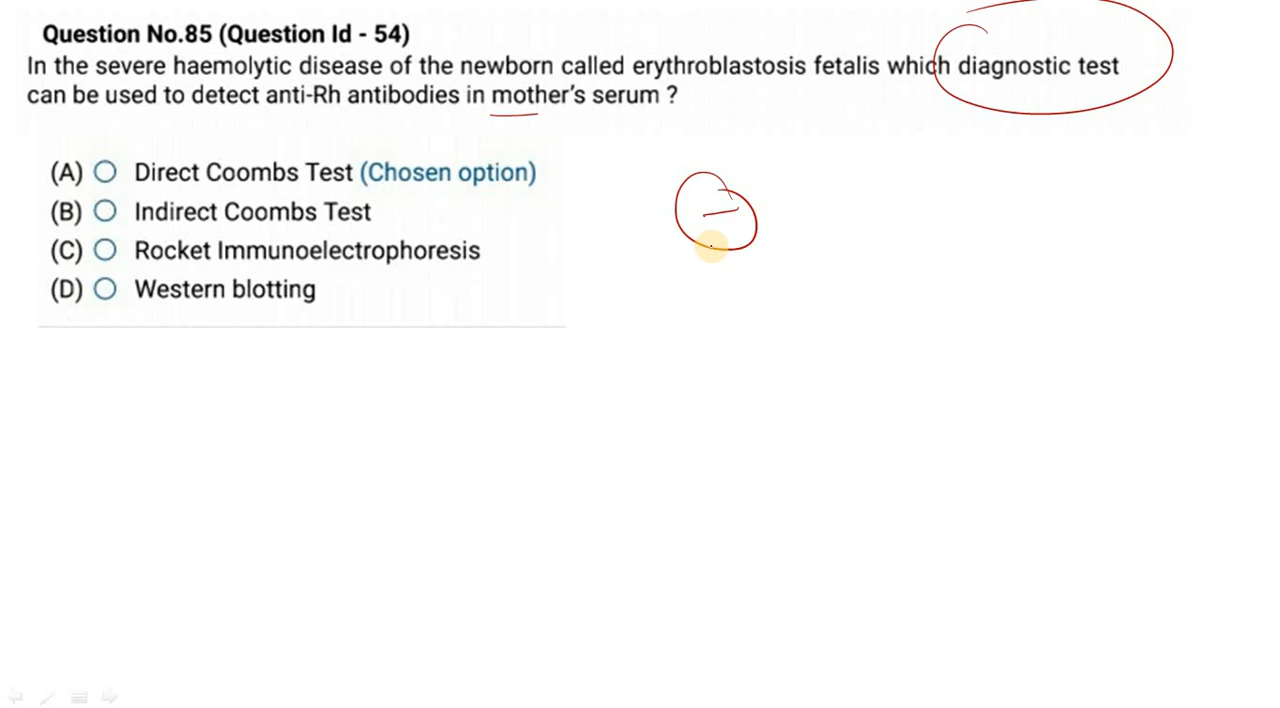 Question No.85 (Question Id - 54)
In the severe haemolytic disease of the newborn called erythroblastosis fetalis which diagnostic test
can be used to detect anti-Rh antibodies in mother's serum ?
(A) Direct Coombs Test (Chosen option)
(B) Indirect Coombs Test
(C) Rocket Immunoelectrophoresis
(D) Western blotting